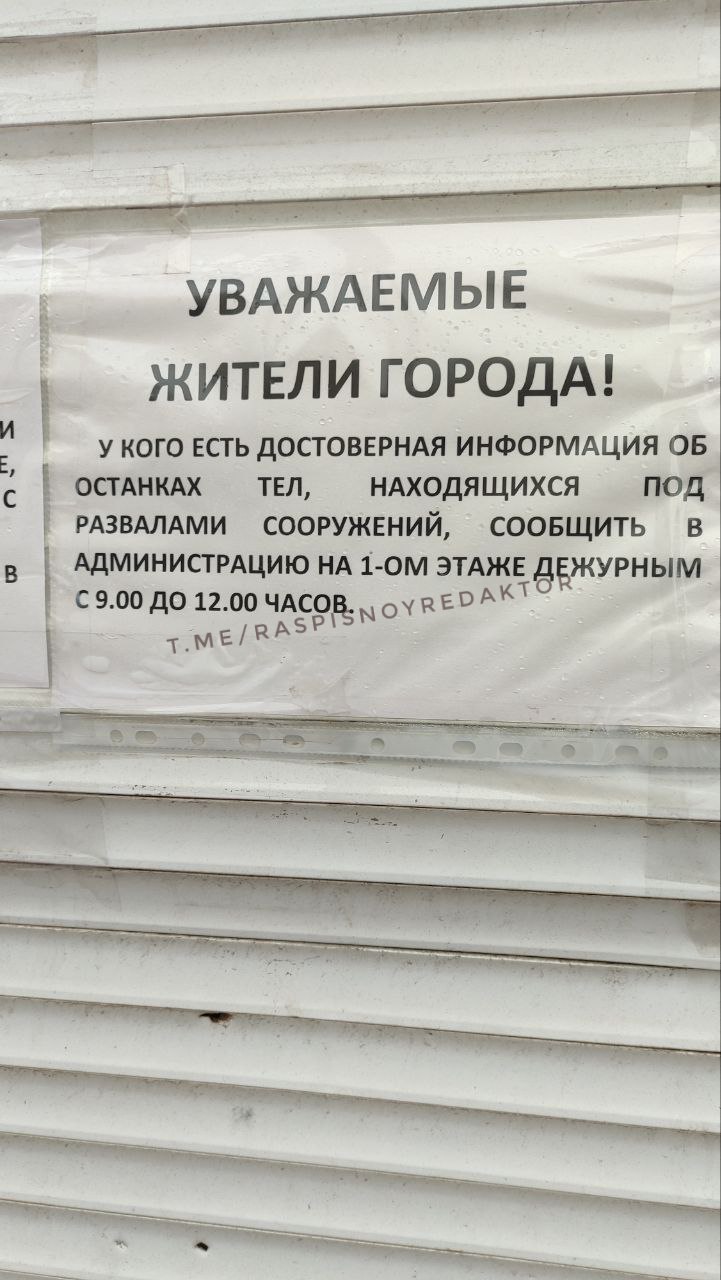 УВАЖАЕМЫЕ
ЖИТЕЛИ ГОРОДА!
У КОГО ЕСТЬ ДОСТОВЕРНАЯ ИНФОРМАЦИЯ ОБ
ОСТАНКАХ ТЕЛ, НАХОДЯЩИХСЯ ПОД
РАЗВАЛАМИ СООРУЖЕНИЙ, СООБЩИТЬ В
АДМИНИСТРАЦИЮ НА 1-ОМ ЭТАЖЕ ДЕЖУРНЫМ
С 9.00 ДО 12.00 ЧАСОВ.
T.ME/RASPISNOYREDAKTOR
И
Е,
С
В